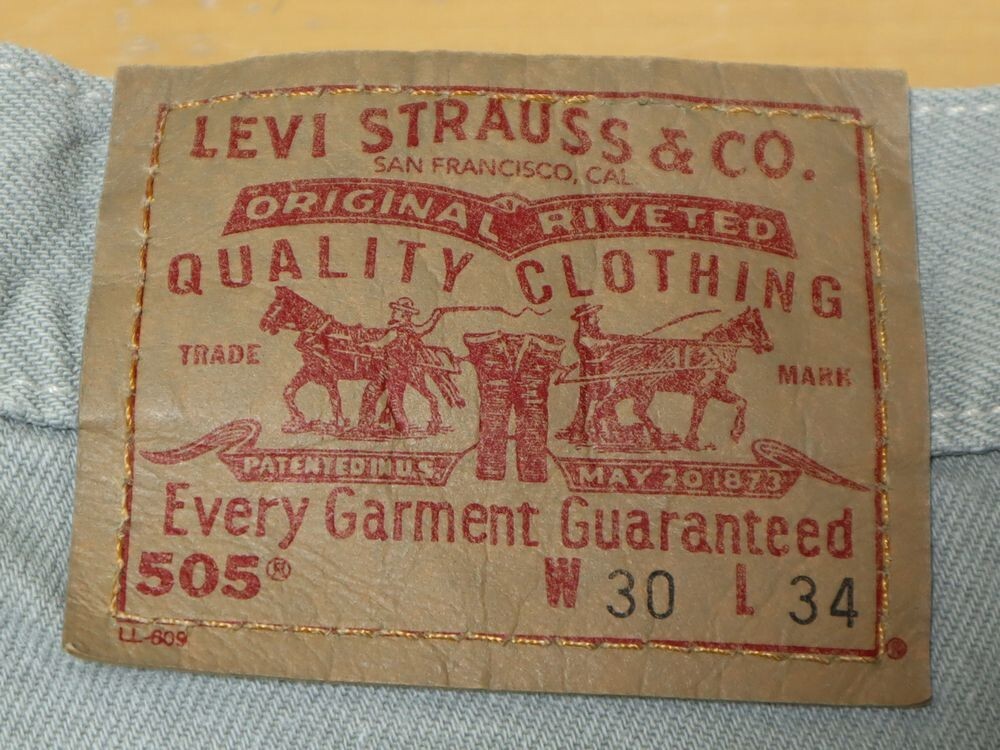 LEVI STRAUSS & CO.
SAN FRANCISCO, CAL.
ORIGINAL RIVETED
QUALITY CLOTHING
TRADE MARK
PATENTED IN U.S. MAY 20 1873
Every Garment Guaranteed
505® W 30 L 34
LL-609 ®